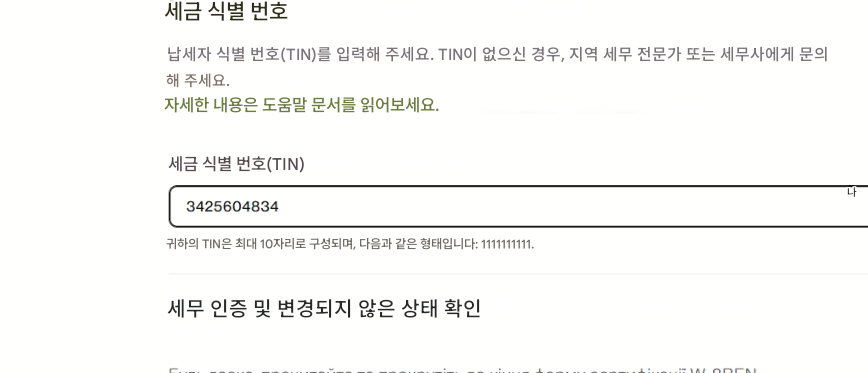 세금 식별 번호
납세자 식별 번호(TIN)를 입력해 주세요. TIN이 없으신 경우, 지역 세무 전문가 또는 세무사에게 문의
해 주세요.
자세한 내용은 도움말 문서를 읽어보세요.
세금 식별 번호(TIN)
나
3425604834
귀하의 TIN은 최대 10자리로 구성되며, 다음과 같은 형태입니다: 1111111111.
세무 인증 및 변경되지 않은 상태 확인